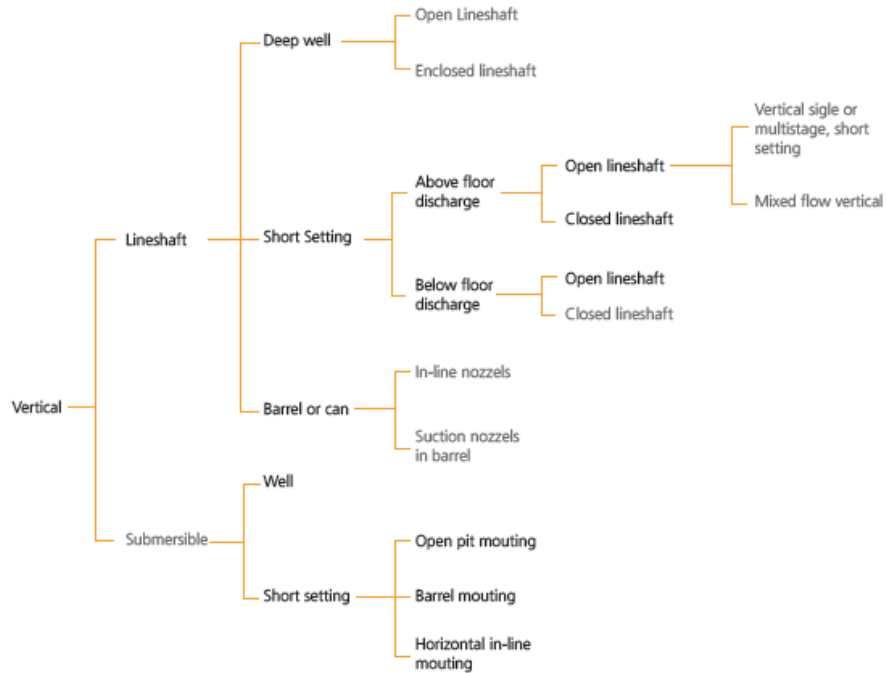 Open Lineshaft
Deep well
Enclosed lineshaft
Vertical sigle or
multistage, short
setting
Open lineshaft
Above floor
discharge
Mixed flow vertical
Closed lineshaft
Lineshaft
Short Setting
Open lineshaft
Below floor
discharge
Closed lineshaft
In-line nozzels
Vertical
Barrel or can
Suction nozzels
in barrel
Well
Submersible
Open pit mouting
Short setting
Barrel mouting
Horizontal in-line
mouting